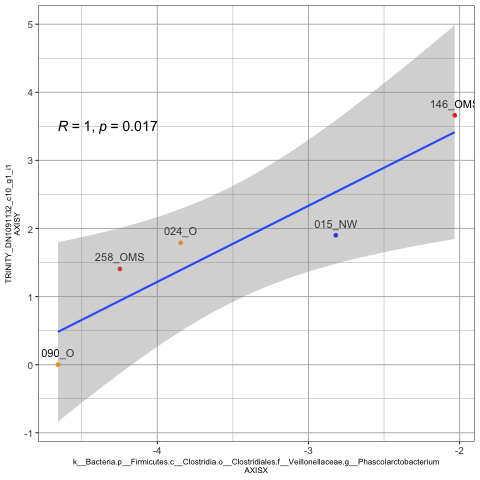 5
4
3
2
1
0
-1
TRINITY_DN1091132_c10_g1_i1
AXISY
R = 1, p = 0.017
146_OMS
015_NW
024_O
258_OMS
090_O
-4
-3
-2
k__Bacteria.p__Firmicutes.c__Clostridia.o__Clostridiales.f__Veillonellaceae.g__Phascolarctobacterium
AXISX